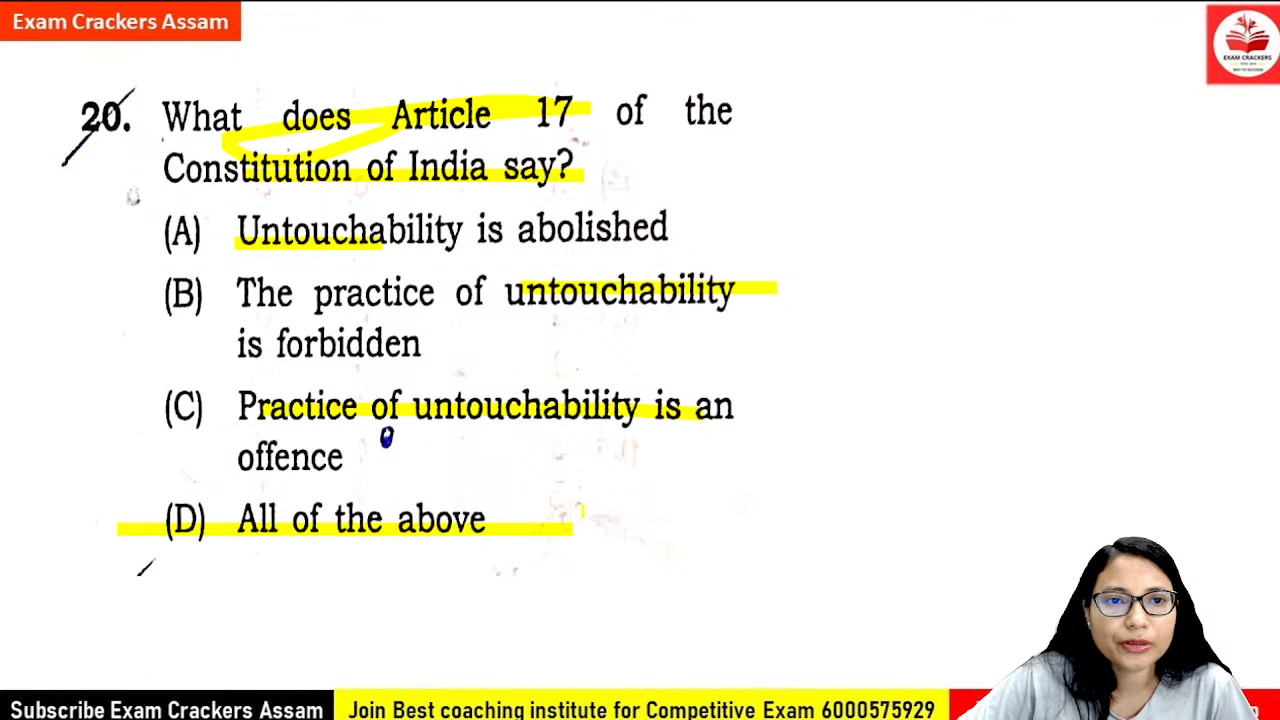 Exam Crackers Assam
EXAM CRACKERS
20. What does Article 17 of the
Constitution of India say?
(A) Untouchability is abolished
(B) The practice of untouchability
is forbidden
(C) Practice of untouchability is an
offence
(D) All of the above
Subscribe Exam Crackers Assam
Join Best coaching institute for Competitive Exam 6000575929